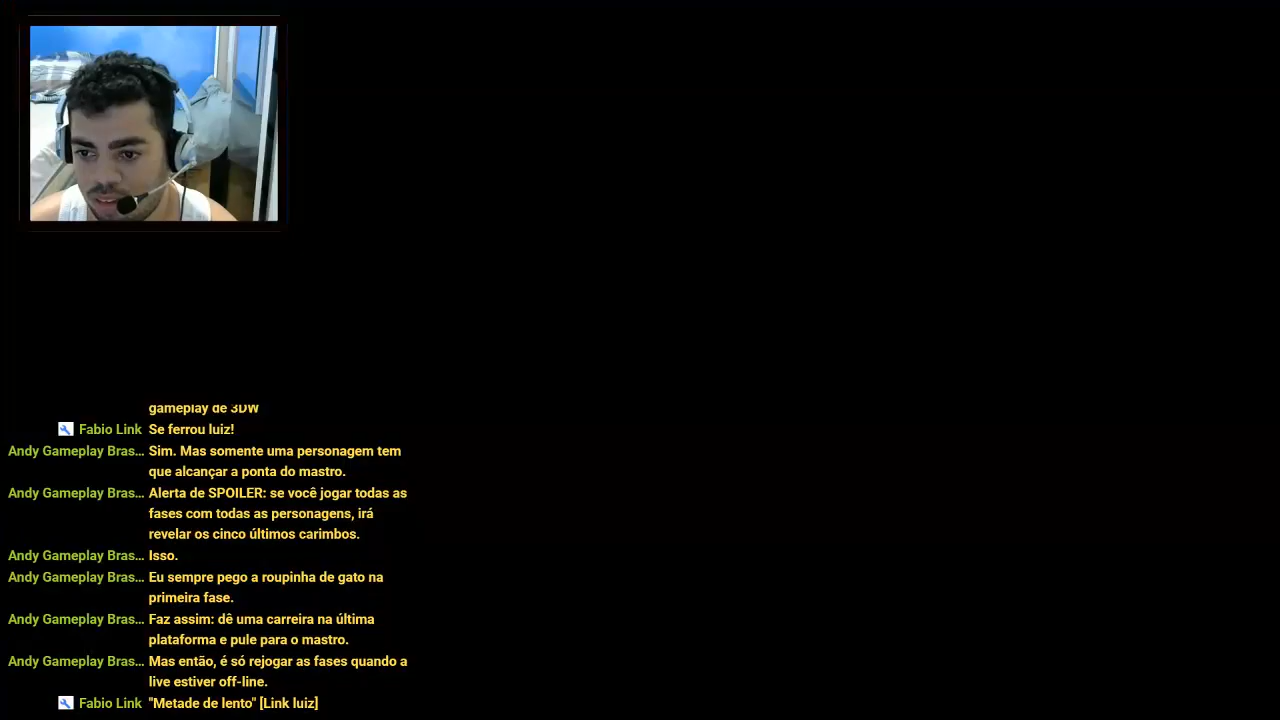 gameplay de 3DW
Fabio Link Se ferrou luiz!
Andy Gameplay Bras... Sim. Mas somente uma personagem tem
que alcançar a ponta do mastro.
Andy Gameplay Bras... Alerta de SPOILER: se você jogar todas as
fases com todas as personagens, irá
revelar os cinco últimos carimbos.
Andy Gameplay Bras... Isso.
Andy Gameplay Bras... Eu sempre pego a roupinha de gato na
primeira fase.
Andy Gameplay Bras... Faz assim: dê uma carreira na última
plataforma e pule para o mastro.
Andy Gameplay Bras... Mas então, é só rejogar as fases quando a
live estiver off-line.
Fabio Link "Metade de lento" [Link luiz]